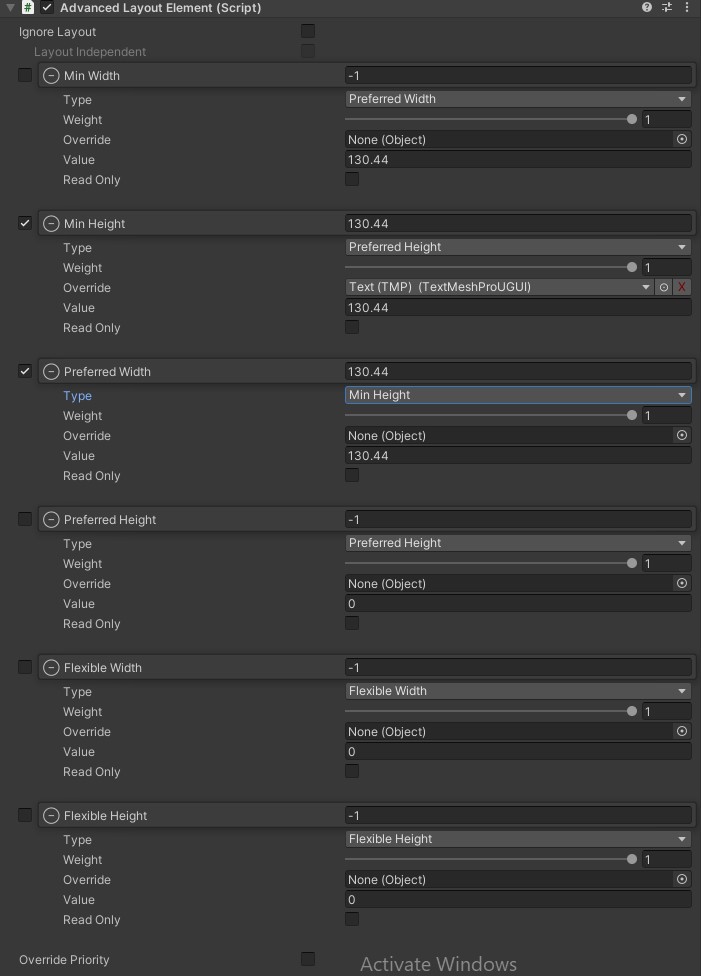 Advanced Layout Element (Script)
Ignore Layout
Layout Independent
Min Width -1
Type Preferred Width
Weight 1
Override None (Object)
Value 130.44
Read Only
Min Height 130.44
Type Preferred Height
Weight 1
Override Text (TMP) (TextMeshProUGUI) X
Value 130.44
Read Only
Preferred Width 130.44
Type Min Height
Weight 1
Override None (Object)
Value 130.44
Read Only
Preferred Height -1
Type Preferred Height
Weight 1
Override None (Object)
Value 0
Read Only
Flexible Width -1
Type Flexible Width
Weight 1
Override None (Object)
Value 0
Read Only
Flexible Height -1
Type Flexible Height
Weight 1
Override None (Object)
Value 0
Read Only
Override Priority
Activate Windows